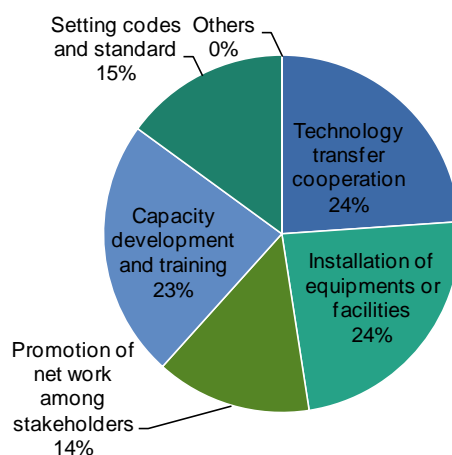 Setting codes
and standard
15%
Others
0%
Technology
transfer
cooperation
24%
Installation of
equipments or
facilities
24%
Promotion of
net work
among
stakeholders
14%
Capacity
development
and training
23%